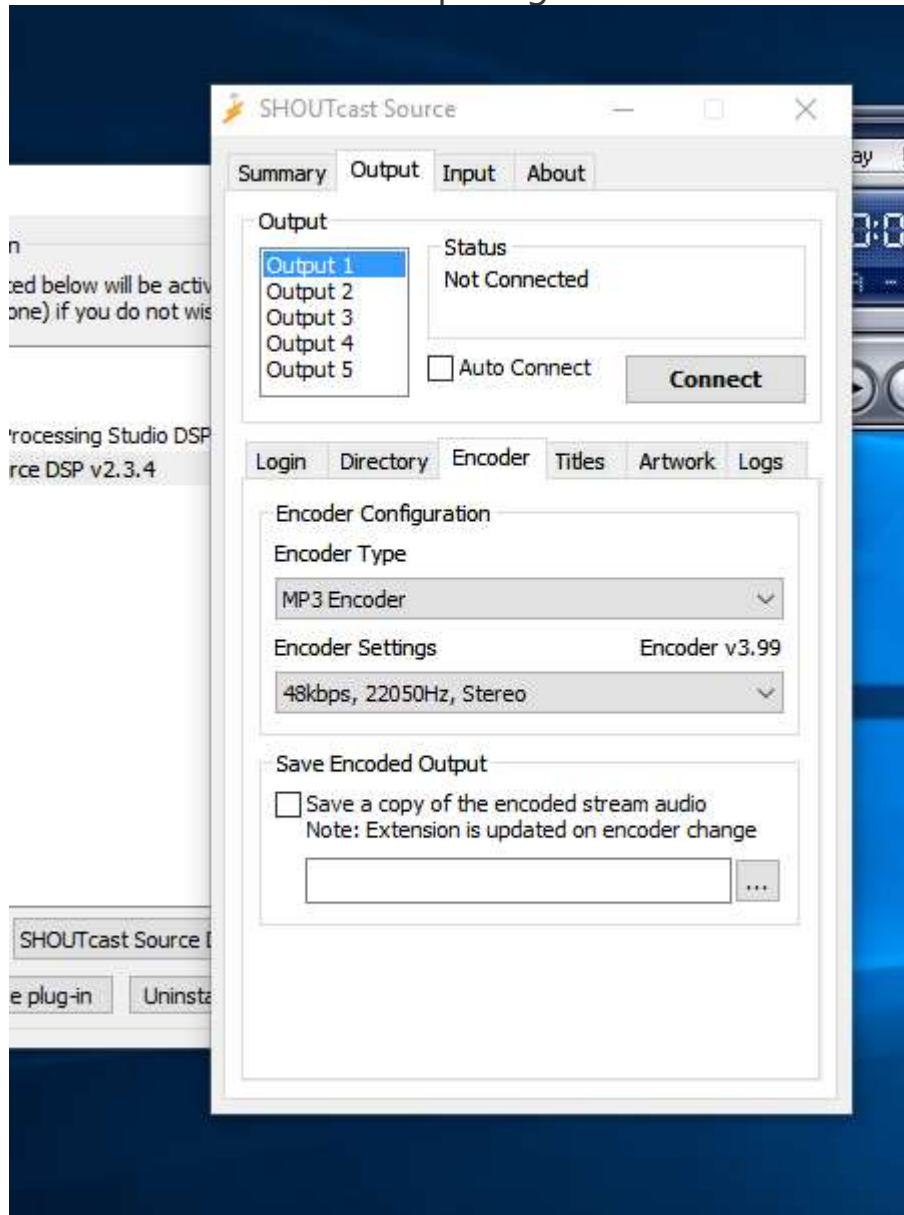 SHOUTcast Source
Summary Output Input About
Output
Output 1
Output 2
Output 3
Output 4
Output 5
Status
Not Connected
Auto Connect
Connect
Login Directory Encoder Titles Artwork Logs
Encoder Configuration
Encoder Type
MP3 Encoder
Encoder Settings Encoder v3.99
48kbps, 22050Hz, Stereo
Save Encoded Output
Save a copy of the encoded stream audio
Note: Extension is updated on encoder change
...
n
ted below will be activ
one) if you do not wis
rocessing Studio DSP
rce DSP v2.3.4
SHOUTcast Source D
e plug-in Uninsta
ay